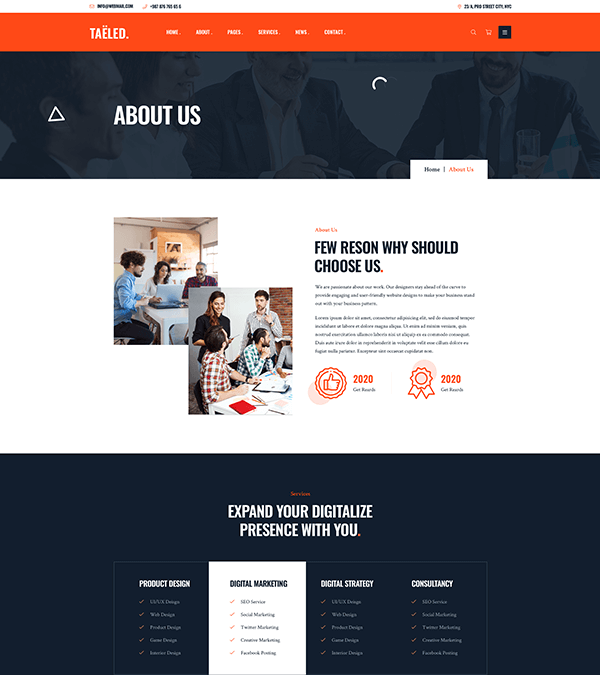 INFO@WEBMAIL.COM +987 876 765 65 6 23/ A, PRO STREET CITY, NYC
TAËLED. HOME . ABOUT . PAGES . SERVICES . NEWS . CONTACT .
ABOUT US
Home | About Us
About Us
FEW RESON WHY SHOULD
CHOOSE US.
We are passionate about our work. Our designers stay ahead of the curve to
provide engaging and user-friendly website designs to make your business stand
out with your business pattern.
Lorem ipsum dolor sit amet, consectetur adipisicing elit, sed do eiusmod tempor
incididunt ut labore et dolore magna aliqua. Ut enim ad minim veniam, quis
nostrud exercitation ullamco laboris nisi ut aliquip ex ea commodo consequat.
Duis aute irure dolor in reprehenderit in voluptate velit esse cillum dolore eu
fugiat nulla pariatur. Excepteur sint occaecat cupidatat non.
2020 2020
Get Reards Get Reards
Services
EXPAND YOUR DIGITALIZE
PRESENCE WITH YOU.
PRODUCT DESIGN DIGITAL MARKETING DIGITAL STRATEGY CONSULTANCY
UI/UX Design SEO Service UI/UX Design SEO Service
Web Design Social Marketing Web Design Social Marketing
Product Design Twitter Marketing Product Design Twitter Marketing
Game Design Creative Marketing Game Design Creative Marketing
Interior Design Facebook Posting Interior Design Facebook Posting